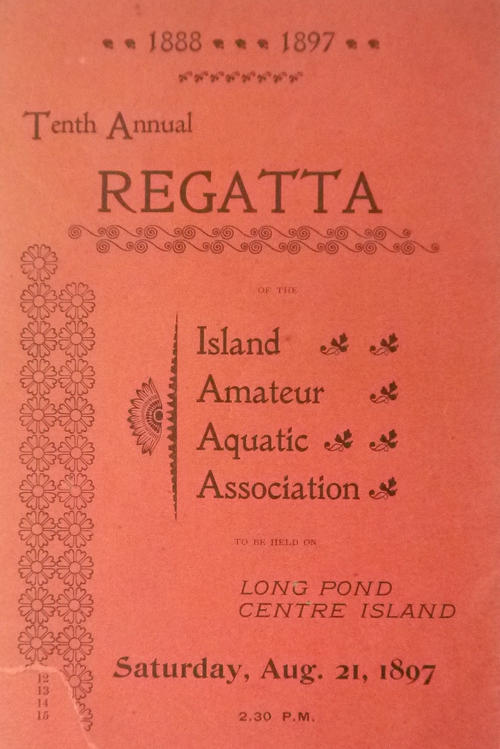 1888 1897
Tenth Annual
REGATTA
OF THE
Island
Amateur
Aquatic
Association
TO BE HELD ON
LONG POND
CENTRE ISLAND
Saturday, Aug. 21, 1897
2.30 P.M.
12
13
14
15